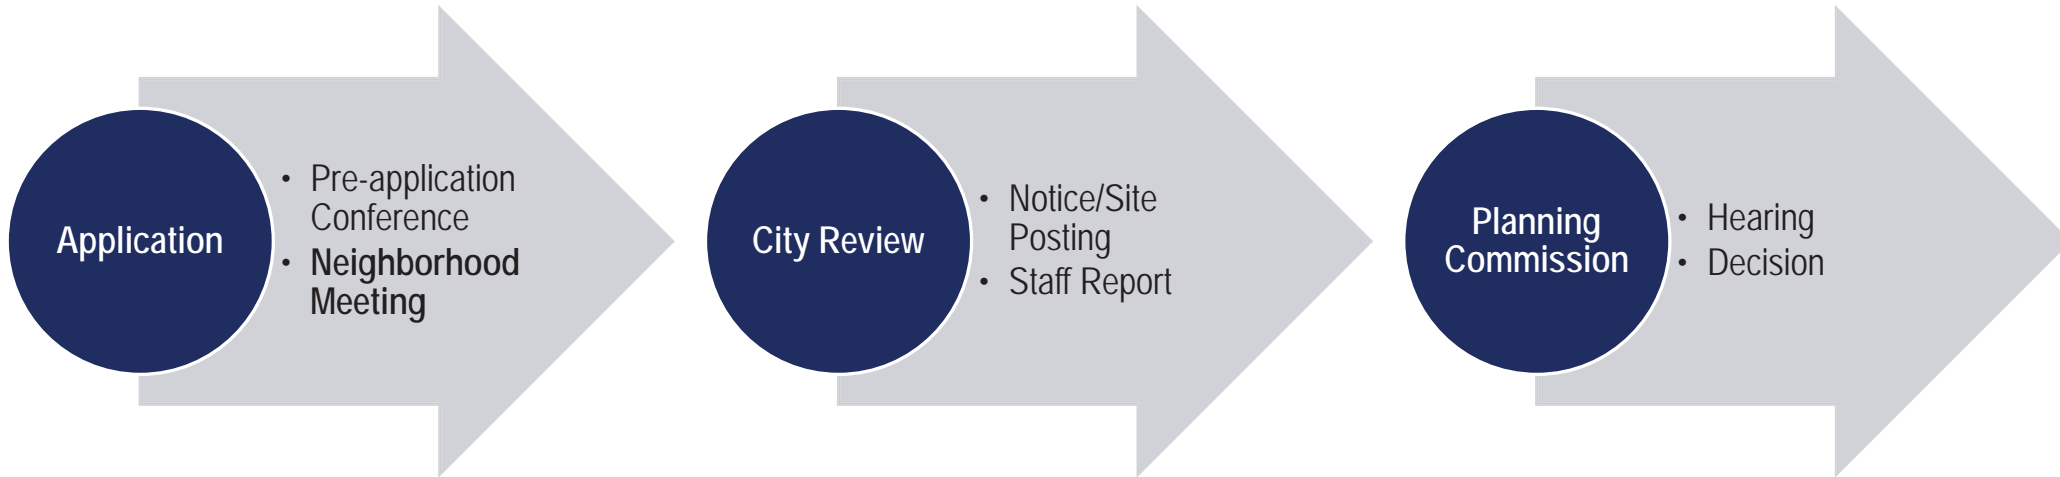 Application
• Pre-application
Conference
• Neighborhood
Meeting
City Review
• Notice/Site
Posting
• Staff Report
Planning
Commission
• Hearing
• Decision